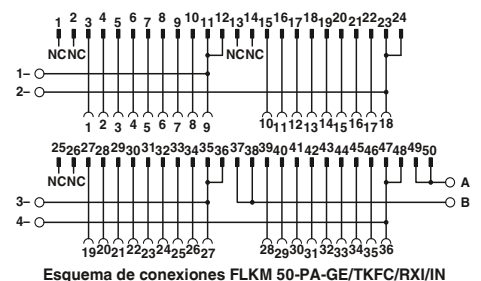 1 2 3 4 5 6 7 8 9 10 11 12 13 14 15 16 17 18 19 20 21 22 23 24
NC NC NC NC
1–
2–
1 2 3 4 5 6 7 8 9 10 11 12 13 14 15 16 17 18
25 26 27 28 29 30 31 32 33 34 35 36 37 38 39 40 41 42 43 44 45 46 47 48 49 50
NC NC
A
3– B
4–
19 20 21 22 23 24 25 26 27 28 29 30 31 32 33 34 35 36
Esquema de conexiones FLKM 50-PA-GE/TKFC/RXI/IN